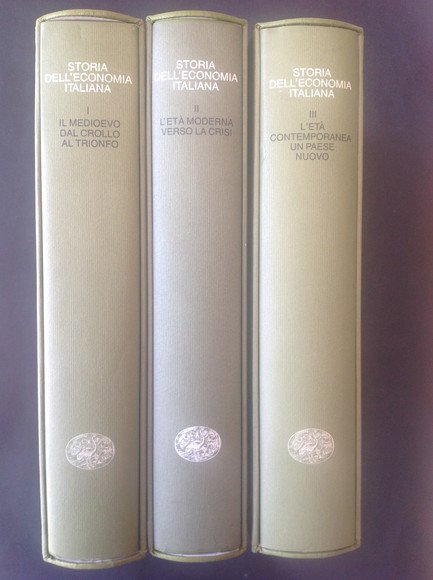 STORIA
DELL'ECONOMIA
ITALIANA
I
IL MEDIOEVO
DAL CROLLO
AL TRIONFO
STORIA
DELL'ECONOMIA
ITALIANA
II
L'ETÀ MODERNA
VERSO LA CRISI
STORIA
DELL'ECONOMIA
ITALIANA
III
L'ETÀ
CONTEMPORANEA
UN PAESE
NUOVO